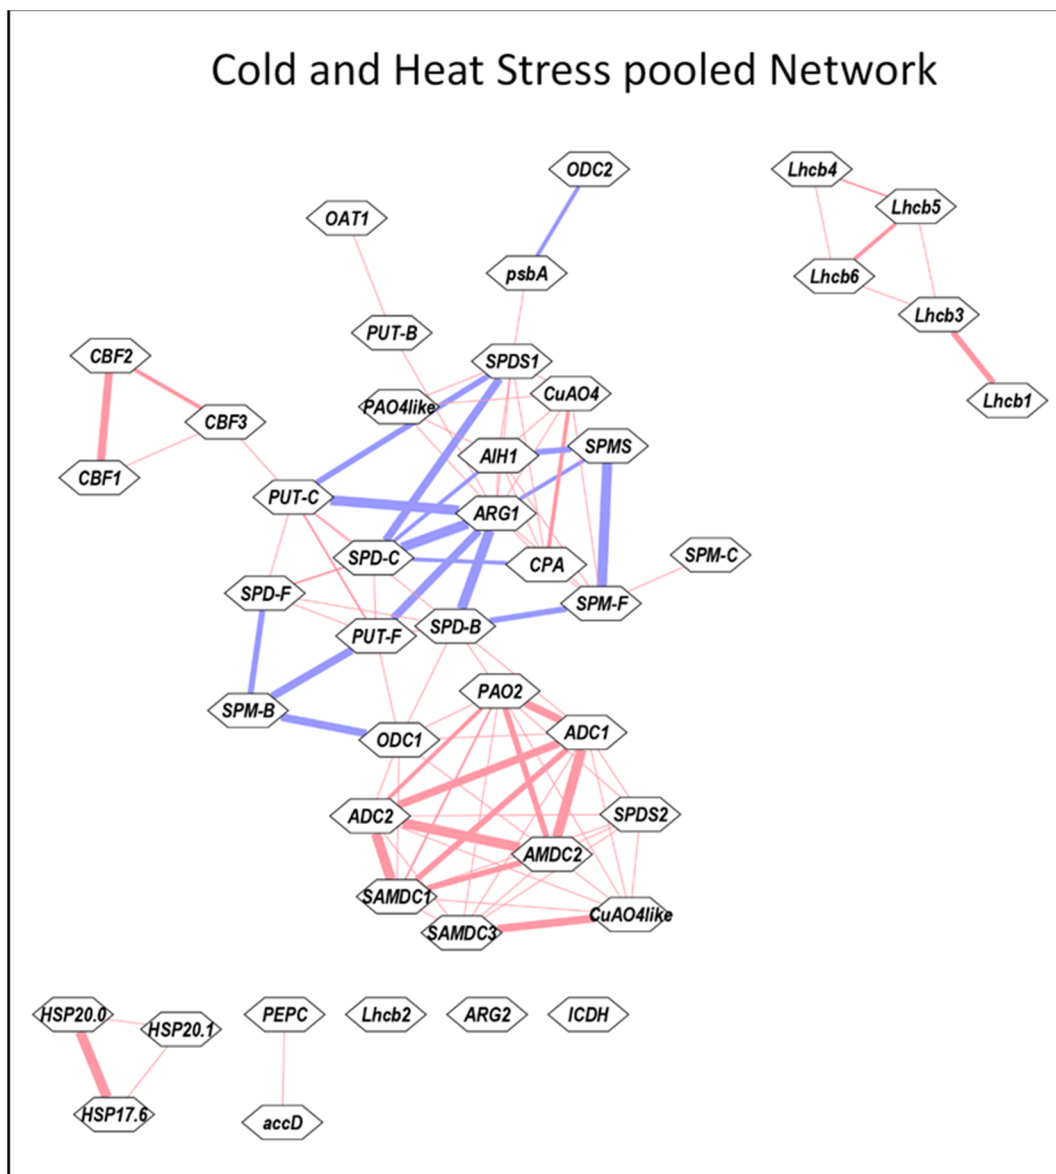 Cold and Heat Stress pooled Network
ODC2
Lhcb4
Lhcb5
OAT1
psbA
Lhcb6
Lhcb3
PUT-B
CBF2
SPDS1
CuAO4
Lhcb1
PAO4like
CBF3
SPMS
AIH1
CBF1
PUT-C
ARG1
SPD-C
CPA
SPM-C
SPD-F
SPM-F
PUT-F
SPD-B
PAO2
SPM-B
ADC1
ODC1
ADC2
SPDS2
AMDC2
SAMDC1
CuAO4like
SAMDC3
HSP20.0
HSP20.1
PEPC
Lhcb2
ARG2
ICDH
HSP17.6
accD